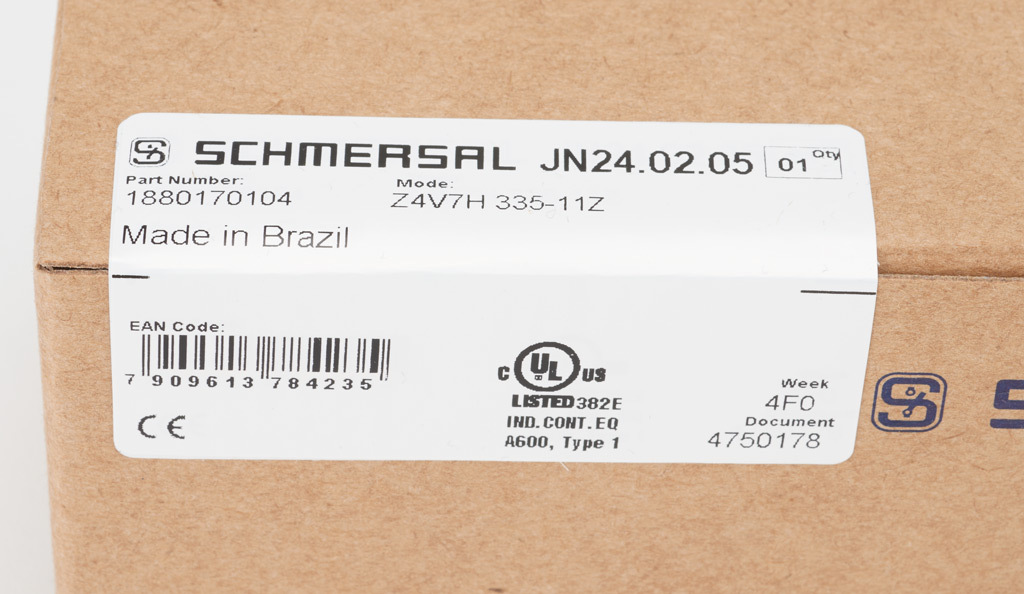 SCHMERSAL JN24.02.05 01 Qty
Part Number: Mode:
1880170104 Z4V7H 335-11Z
Made in Brazil
EAN Code:
7 909613 784235
CE
C UL US
LISTED 382E
IND.CONT.EQ
A600, Type 1
Week
4F0
Document
4750178
S